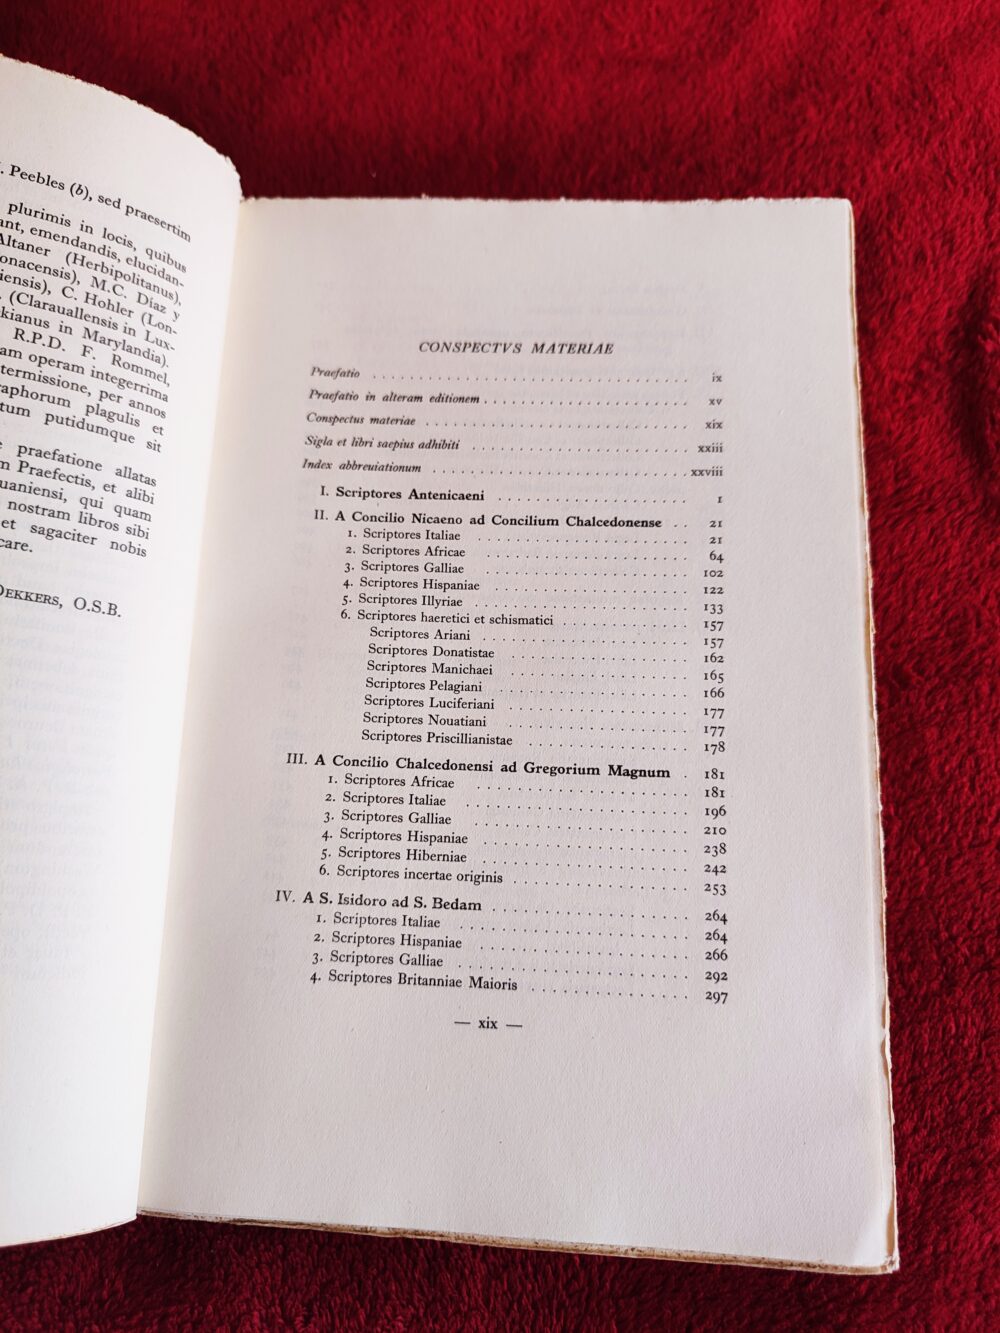 . Peebles (b), sed praesertim
plurimis in locis, quibus
ant, emendandis, elucidan-
Altaner (Herbipolitanus),
onacensis), M.C. Díaz y
iensis), C. Hohler (Lon-
. (Clarauallensis in Lux-
kianus in Marylandia).
R.P.D. F. Rommel,
am operam integerrima
termissione, per annos
raphorum plagulis et
tum putidumque sit
e praefatione allatas
n Praefectis, et alibi
uaniensi, qui quam
nostram libros sibi
et sagaciter nobis
care.
DEKKERS, O.S.B.
CONSPECTVS MATERIAE
Praefatio . . . . . ix
Praefatio in alteram editionem . . . . . xv
Conspectus materiae . . . . . xix
Sigla et libri saepius adhibiti . . . . . xxiii
Index abbreuiationum . . . . . xxviii
I. Scriptores Antenicaeni . . . . . 1
II. A Concilio Nicaeno ad Concilium Chalcedonense . . 21
1. Scriptores Italiae . . . . . 21
2. Scriptores Africae . . . . . 64
3. Scriptores Galliae . . . . . 102
4. Scriptores Hispaniae . . . . . 122
5. Scriptores Illyriae . . . . . 133
6. Scriptores haeretici et schismatici . . . . . 157
Scriptores Ariani . . . . . 157
Scriptores Donatistae . . . . . 162
Scriptores Manichaei . . . . . 165
Scriptores Pelagiani . . . . . 166
Scriptores Luciferiani . . . . . 177
Scriptores Nouatiani . . . . . 177
Scriptores Priscillianistae . . . . . 178
III. A Concilio Chalcedonensi ad Gregorium Magnum . 181
1. Scriptores Africae . . . . . 181
2. Scriptores Italiae . . . . . 196
3. Scriptores Galliae . . . . . 210
4. Scriptores Hispaniae . . . . . 238
5. Scriptores Hiberniae . . . . . 242
6. Scriptores incertae originis . . . . . 253
IV. A S. Isidoro ad S. Bedam . . . . . 264
1. Scriptores Italiae . . . . . 264
2. Scriptores Hispaniae . . . . . 266
3. Scriptores Galliae . . . . . 292
4. Scriptores Britanniae Maioris . . . . . 297
— xix —